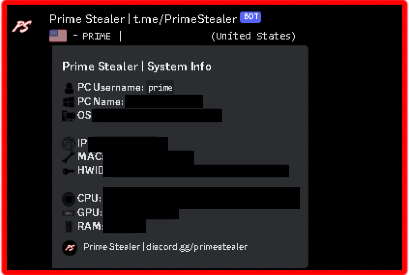 Prime Stealer | t.me/PrimeStealer BOT
- PRIME | (United States)
Prime Stealer | System Info
PC Username: prime
PC Name:
OS
IP
MAC:
HWID
CPU:
GPU:
RAM:
PS Prime Stealer | discord.gg/primestealer